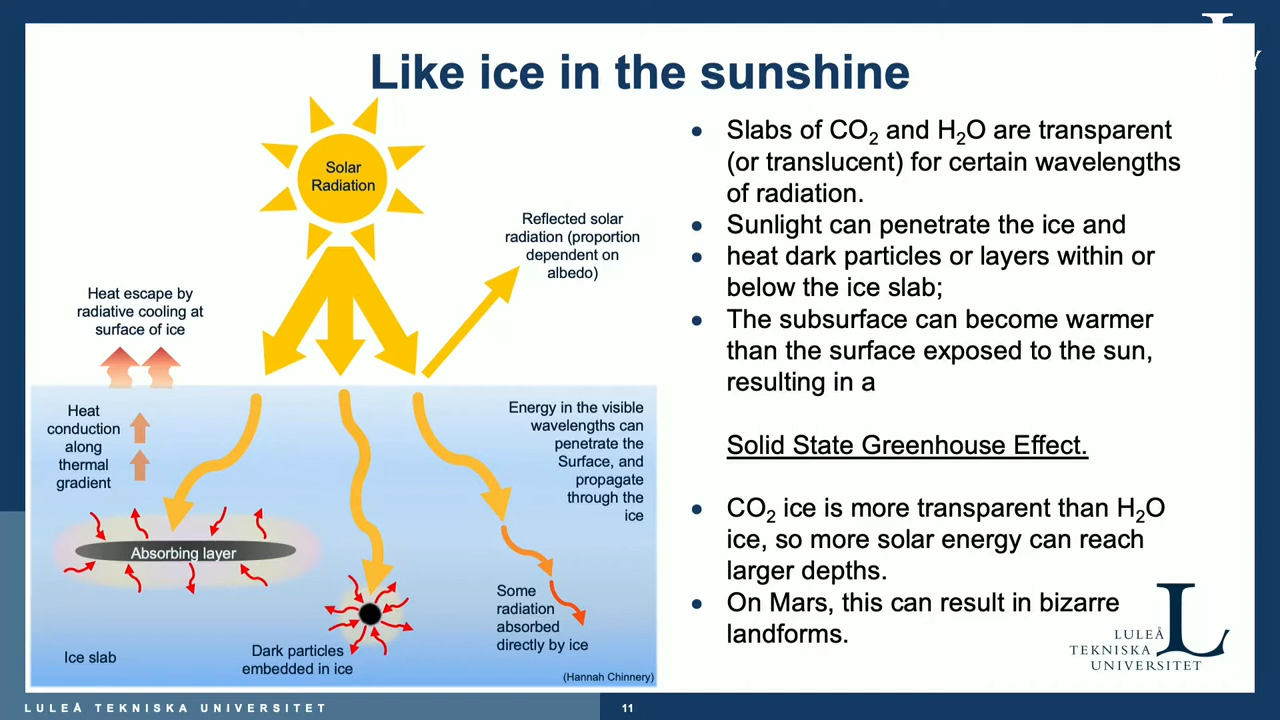 Like ice in the sunshine
Solar
Radiation
Reflected solar
radiation (proportion
dependent on
albedo)
Heat escape by
radiative cooling at
surface of ice
Heat
conduction
along
thermal
gradient
Energy in the visible
wavelengths can
penetrate the
Surface, and
propagate
through the
ice
Absorbing layer
Some
radiation
absorbed
directly by ice
Dark particles
embedded in ice
Ice slab
(Hannah Chinnery)
• Slabs of CO₂ and H₂O are transparent
(or translucent) for certain wavelengths
of radiation.
• Sunlight can penetrate the ice and
• heat dark particles or layers within or
below the ice slab;
• The subsurface can become warmer
than the surface exposed to the sun,
resulting in a
Solid State Greenhouse Effect.
• CO₂ ice is more transparent than H₂O
ice, so more solar energy can reach
larger depths.
• On Mars, this can result in bizarre
landforms.
L
LULEÅ
TEKNISKA
UNIVERSITET
LULEÅ TEKNISKA UNIVERSITET
11